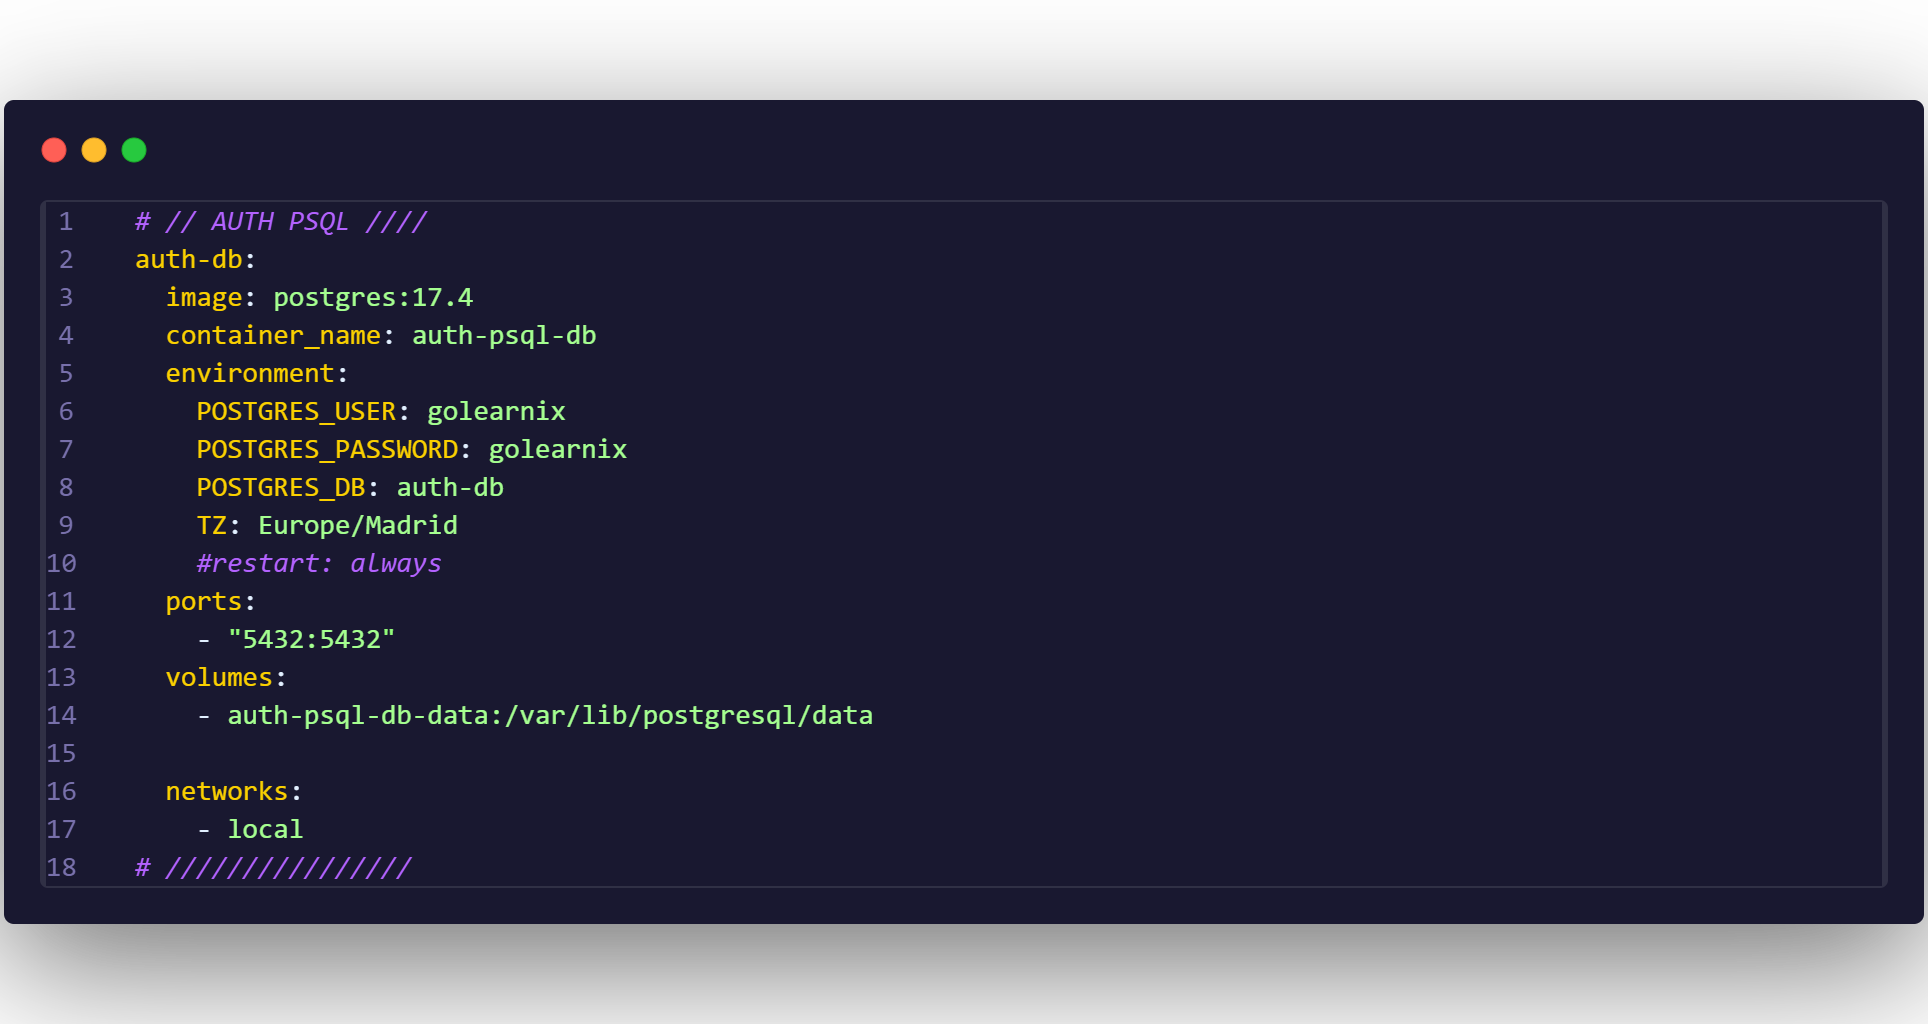 1 # // AUTH PSQL ////
2 auth-db:
3 image: postgres:17.4
4 container_name: auth-psql-db
5 environment:
6 POSTGRES_USER: golearnix
7 POSTGRES_PASSWORD: golearnix
8 POSTGRES_DB: auth-db
9 TZ: Europe/Madrid
10 #restart: always
11 ports:
12 - "5432:5432"
13 volumes:
14 - auth-psql-db-data:/var/lib/postgresql/data
15
16 networks:
17 - local
18 # ////////////////